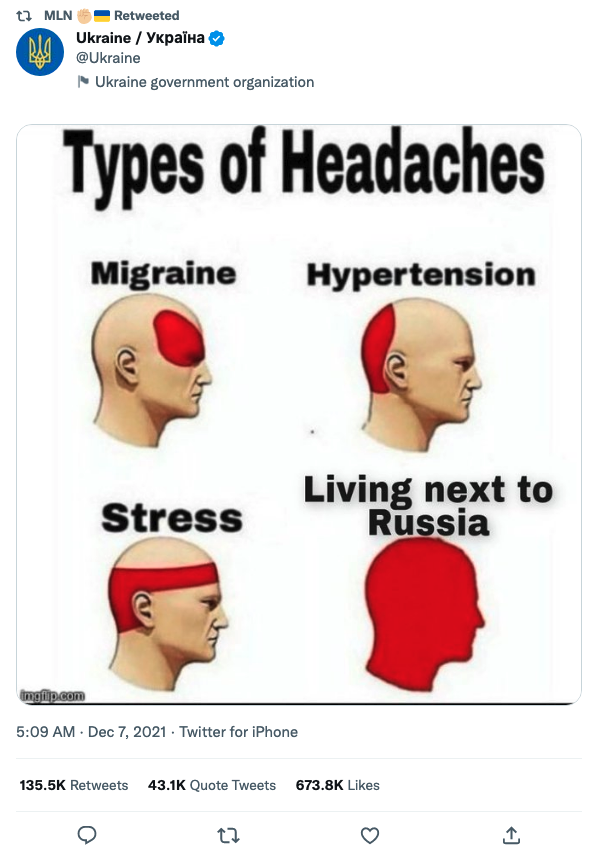 MLN ✊🏻🇺🇦 Retweeted
Ukraine / Україна
@Ukraine
Ukraine government organization
Types of Headaches
Migraine
Hypertension
Stress
Living next to
Russia
imgflip.com
5:09 AM · Dec 7, 2021 · Twitter for iPhone
135.5K Retweets 43.1K Quote Tweets 673.8K Likes